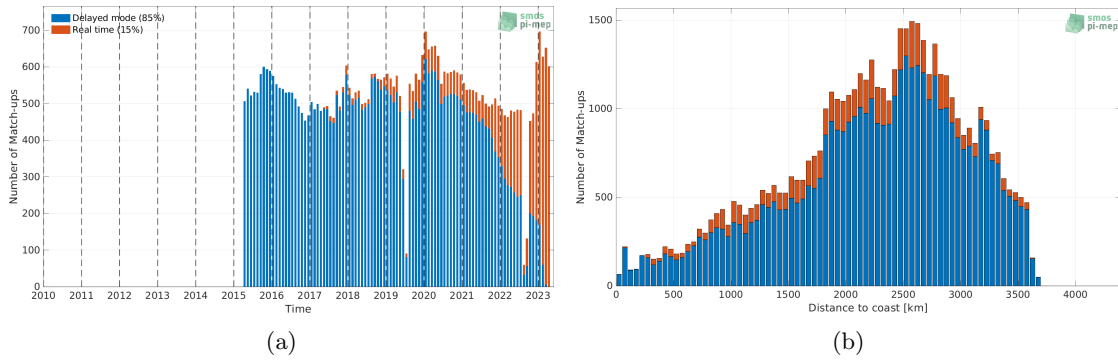 Delayed mode (85%)
Real time (15%)
smos
pi-mep
700
600
500
400
300
200
100
0
Number of Match-ups
2010 2011 2012 2013 2014 2015 2016 2017 2018 2019 2020 2021 2022 2023
Time
(a)
smos
pi-mep
1500
1000
500
0
Number of Match-ups
0 500 1000 1500 2000 2500 3000 3500 4000
Distance to coast [km]
(b)